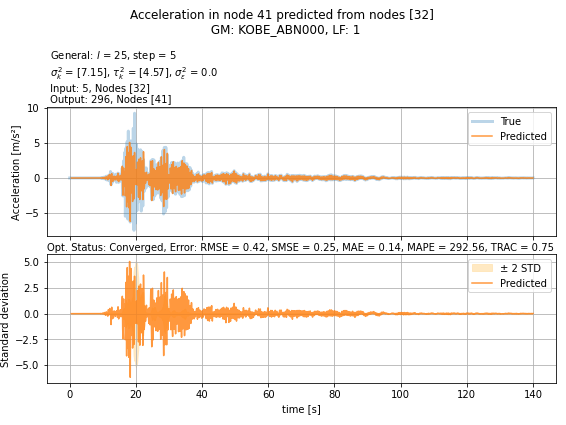 Acceleration in node 41 predicted from nodes [32]
GM: KOBE_ABN000, LF: 1
General: l = 25, step = 5
σ²ₖ = [7.15], τ²ₖ = [4.57], σ²ₑ = 0.0
Input: 5, Nodes [32]
Output: 296, Nodes [41]
10
5
0
−5
Acceleration [m/s²]
True
Predicted
Opt. Status: Converged, Error: RMSE = 0.42, SMSE = 0.25, MAE = 0.14, MAPE = 292.56, TRAC = 0.75
5.0
2.5
0.0
−2.5
−5.0
Standard deviation
± 2 STD
Predicted
0 20 40 60 80 100 120 140
time [s]